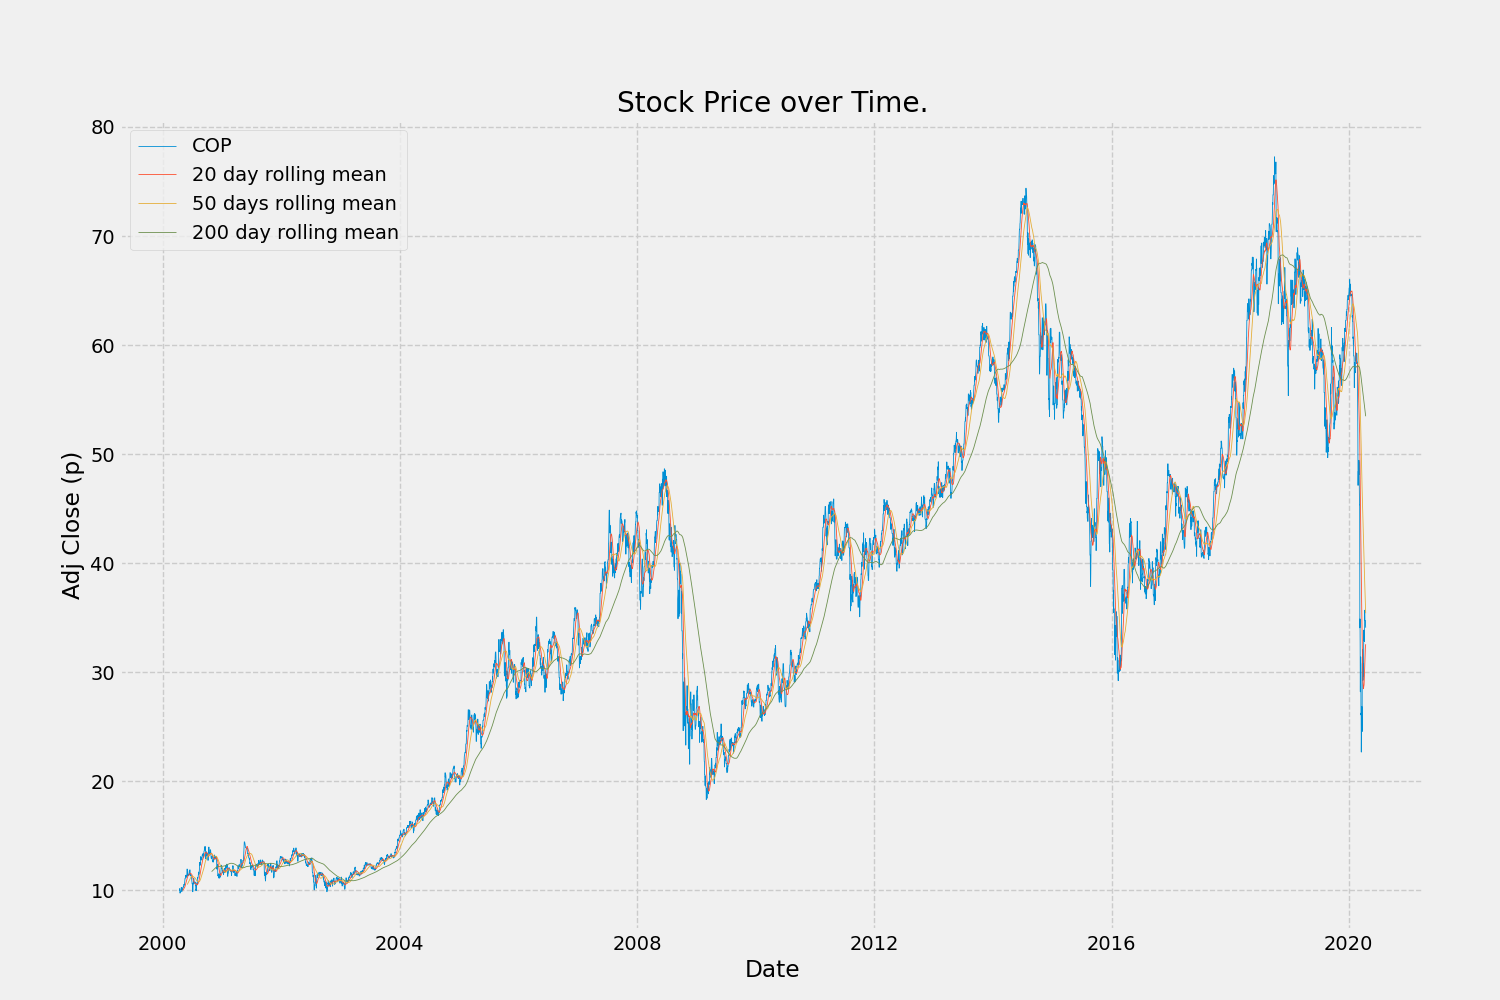 Stock Price over Time.
COP
20 day rolling mean
50 days rolling mean
200 day rolling mean
Adj Close (p)
80
70
60
50
40
30
20
10
2000
2004
2008
2012
2016
2020
Date